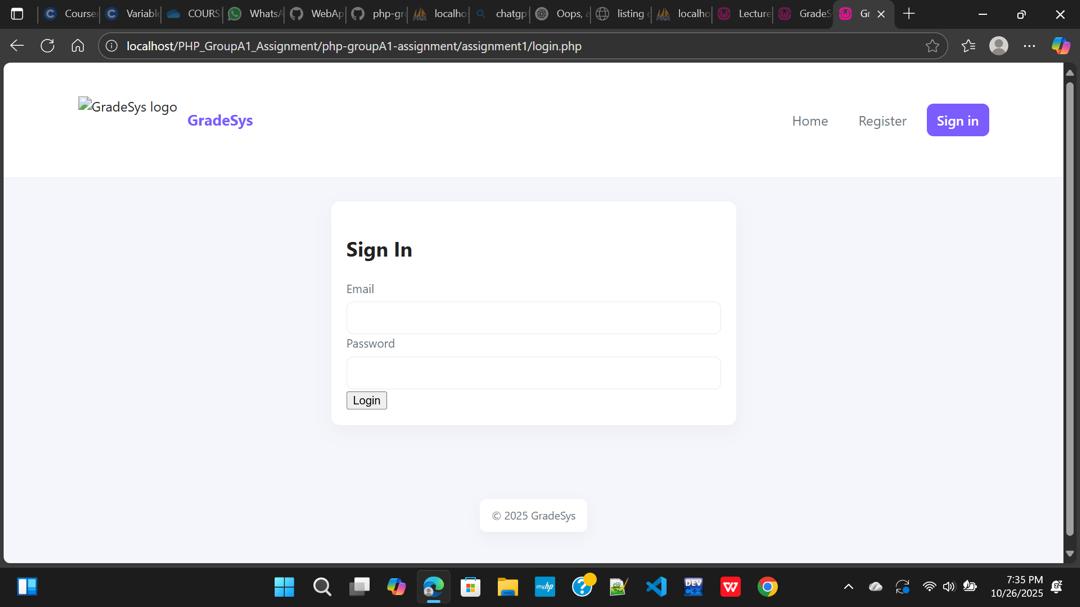 Course
Variabl
COURS
WhatsA
WebAp
php-gr
localho
chatgp
Oops, a
listing
localho
Lecture
GradeS
Gr
localhost/PHP_GroupA1_Assignment/php-groupA1-assignment/assignment1/login.php
GradeSys logo
GradeSys
Home
Register
Sign in
Sign In
Email
Password
Login
© 2025 GradeSys
DEV
7:35 PM
10/26/2025